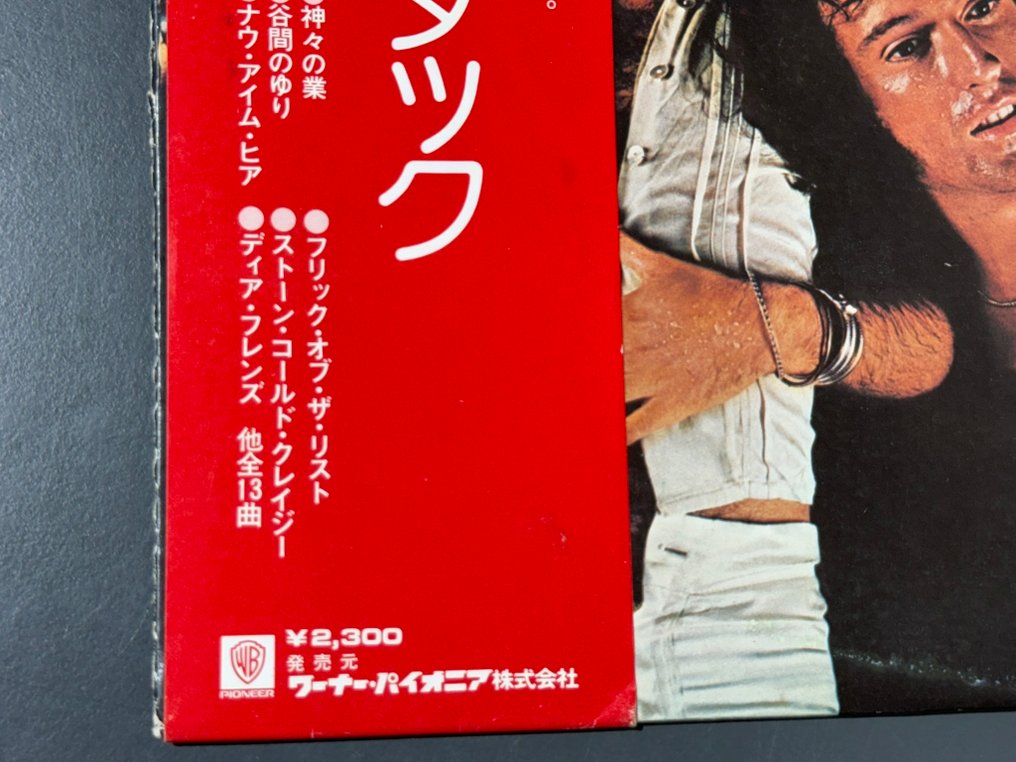 タック
●神々の業
●谷間のゆり
●ナウ・アイム・ヒア
●フリック・オブ・ザ・リスト
●ストーン・コールド・クレイジー
●ディア・フレンズ 他全13曲
WB
PIONEER
¥2,300
発売元
ワーナー・パイオニア株式会社